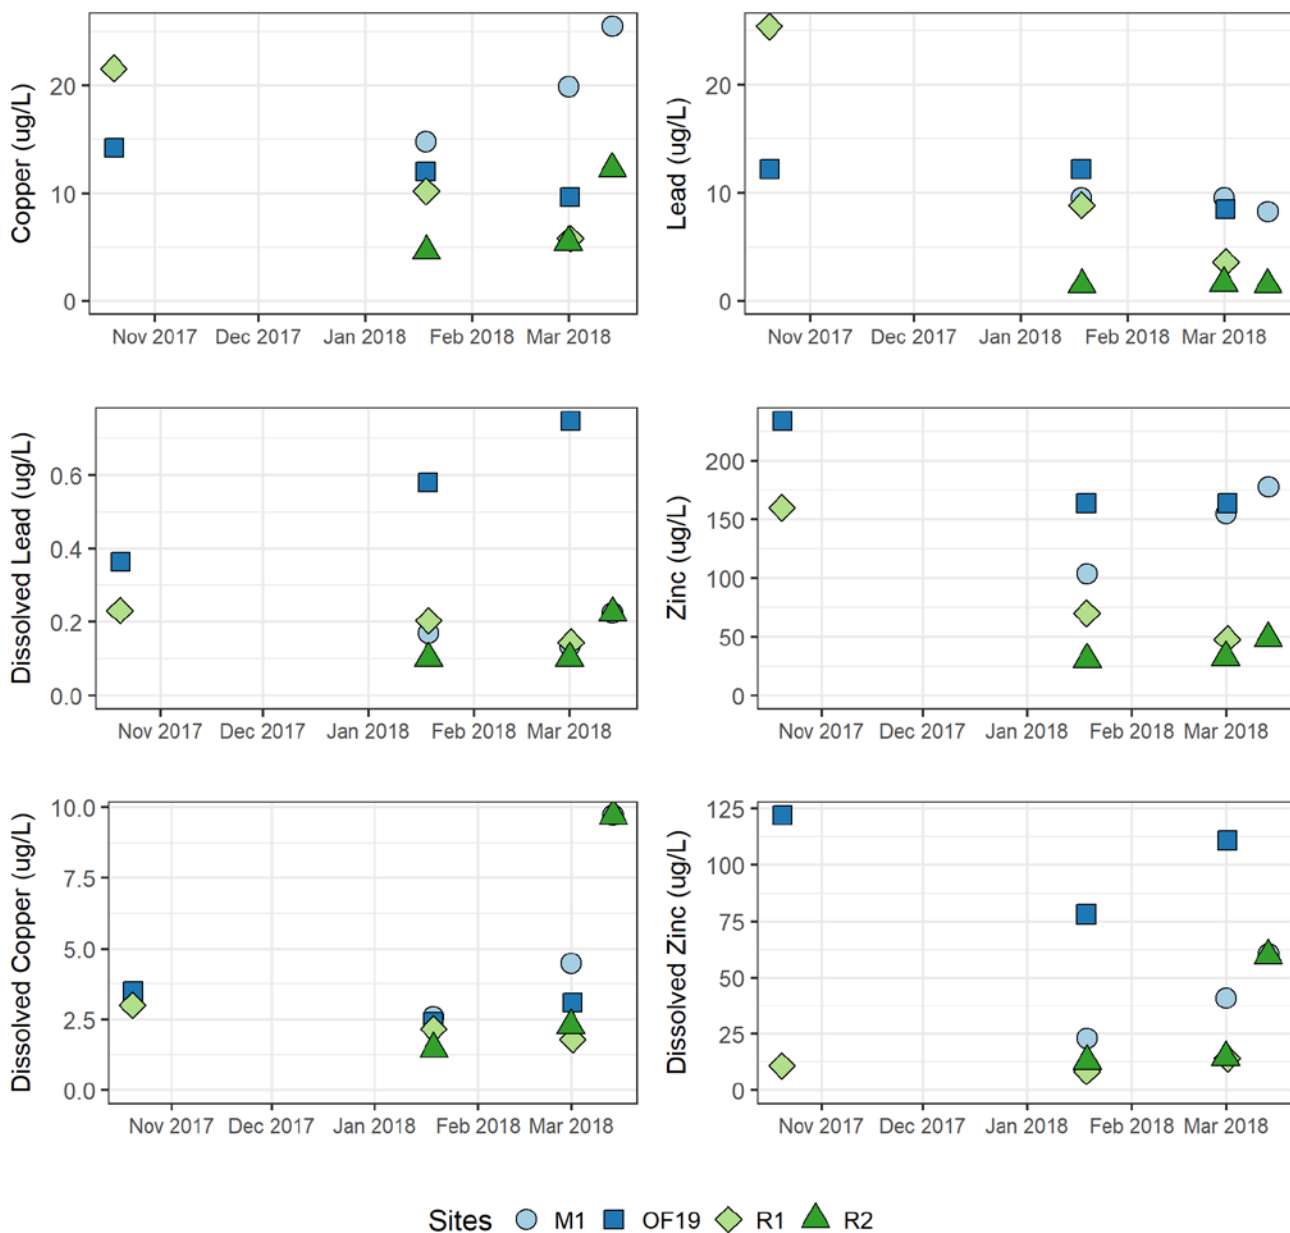 Copper (ug/L)
20
10
0
Nov 2017 Dec 2017 Jan 2018 Feb 2018 Mar 2018
Lead (ug/L)
20
10
0
Nov 2017 Dec 2017 Jan 2018 Feb 2018 Mar 2018
Dissolved Lead (ug/L)
0.6
0.4
0.2
0.0
Nov 2017 Dec 2017 Jan 2018 Feb 2018 Mar 2018
Zinc (ug/L)
200
150
100
50
0
Nov 2017 Dec 2017 Jan 2018 Feb 2018 Mar 2018
Dissolved Copper (ug/L)
10.0
7.5
5.0
2.5
0.0
Nov 2017 Dec 2017 Jan 2018 Feb 2018 Mar 2018
Dissolved Zinc (ug/L)
125
100
75
50
25
0
Nov 2017 Dec 2017 Jan 2018 Feb 2018 Mar 2018
Sites M1 OF19 R1 R2